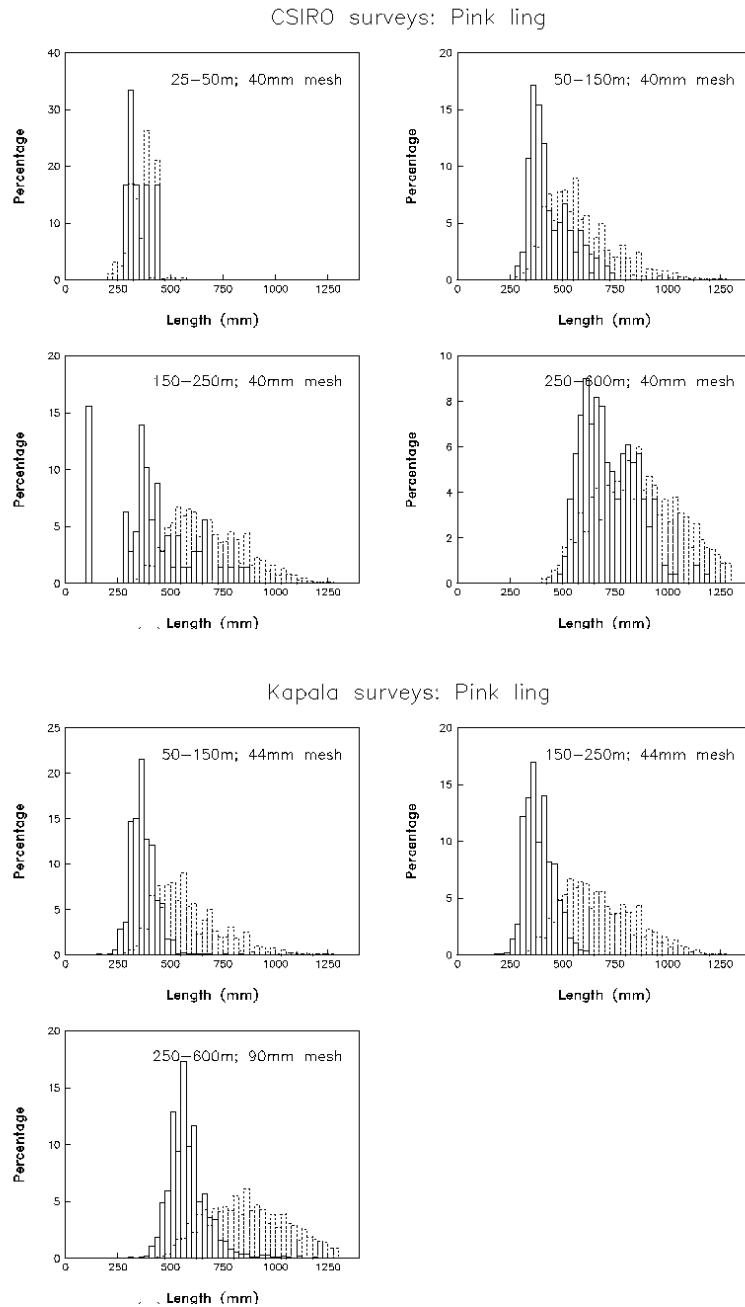 CSIRO surveys: Pink ling
25-50m; 40mm mesh
40
30
20
10
0
Percentage
0 250 500 750 1000 1250
Length (mm)
50-150m; 40mm mesh
20
15
10
5
0
Percentage
0 250 500 750 1000 1250
Length (mm)
150-250m; 40mm mesh
20
15
10
5
0
Percentage
0 250 500 750 1000 1250
Length (mm)
250-600m; 40mm mesh
10
8
6
4
2
0
Percentage
0 250 500 750 1000 1250
Length (mm)
Kapala surveys: Pink ling
50-150m; 44mm mesh
25
20
15
10
5
0
Percentage
0 250 500 750 1000 1250
Length (mm)
150-250m; 44mm mesh
20
15
10
5
0
Percentage
0 250 500 750 1000 1250
Length (mm)
250-600m; 90mm mesh
20
15
10
5
0
Percentage
0 250 500 750 1000 1250
Length (mm)